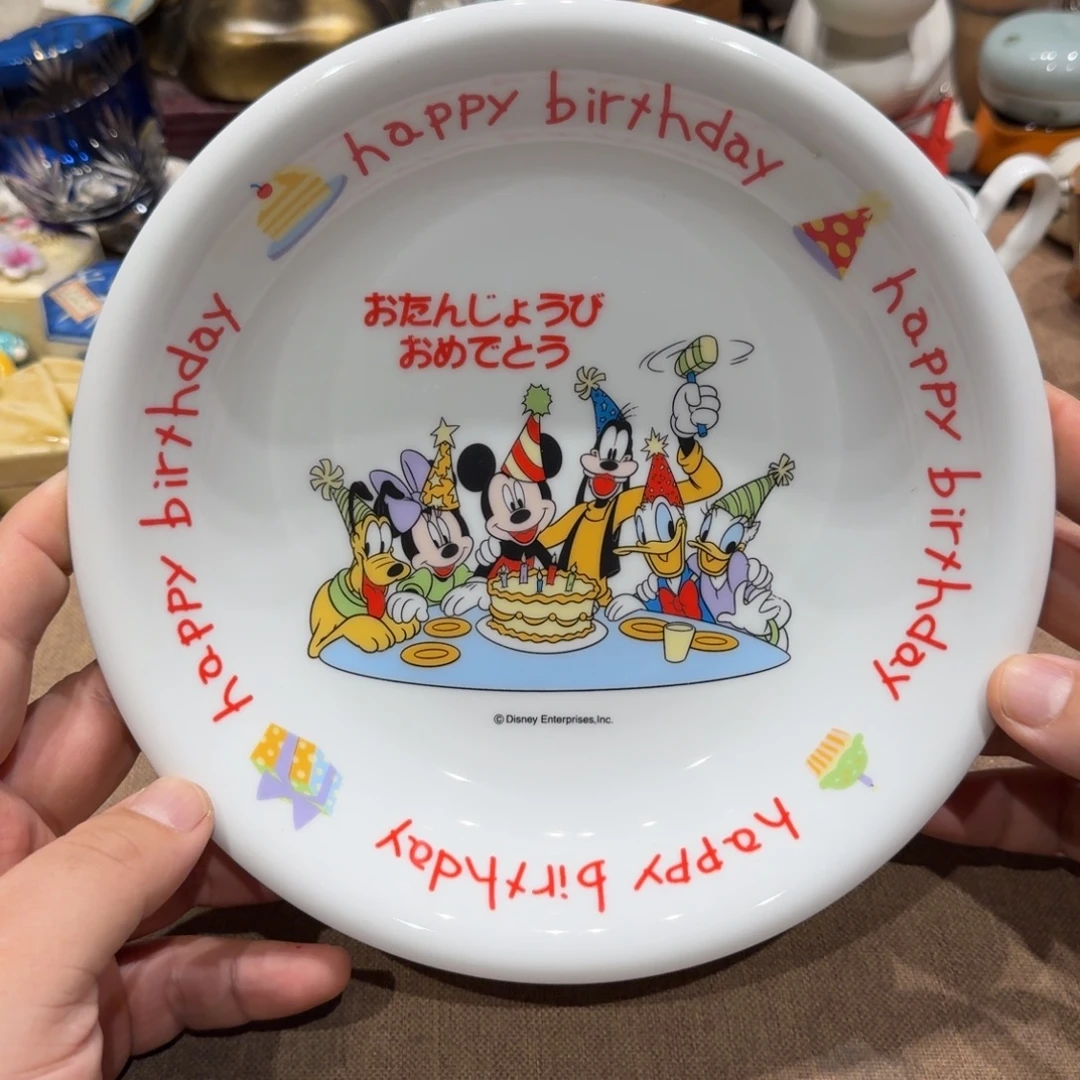 happy birthday
happy birthday
happy birthday
happy birthday
おたんじょうび
おめでとう
©Disney Enterprises,Inc.